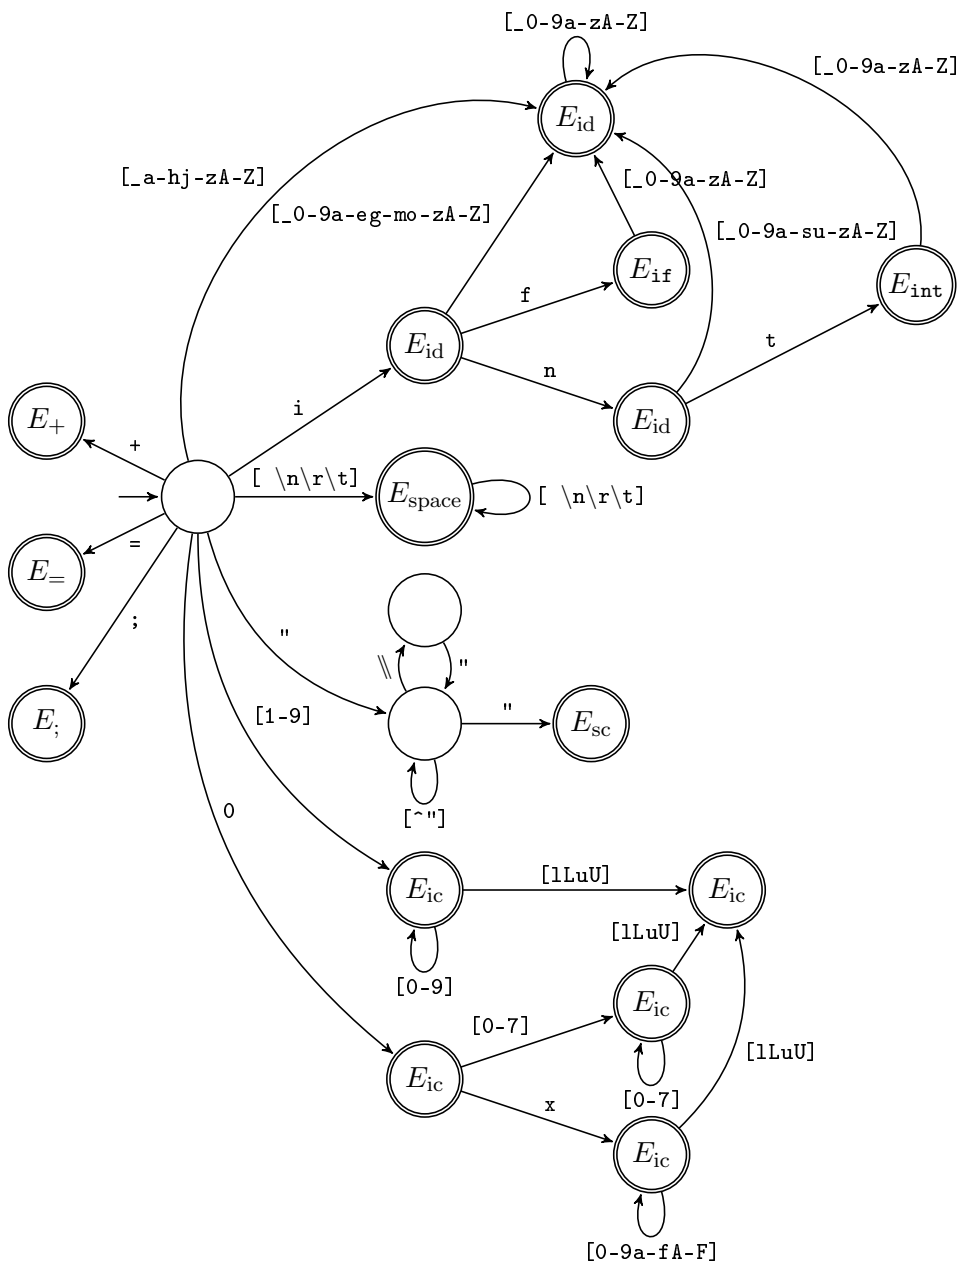 [_0-9a-zA-Z]
[_0-9a-zA-Z]
E_id
[_a-hj-zA-Z]
[_0-9a-zA-Z]
[_0-9a-eg-mo-zA-Z]
[_0-9a-su-zA-Z]
E_if
E_int
f
E_id
t
n
i
E_+
E_id
+
[ \n\r\t]
E_space
[ \n\r\t]
=
E_=
;
"
\\
"
E_;
[1-9]
"
E_sc
0
[^"]
[lLuU]
E_ic
E_ic
[lLuU]
[0-9]
E_ic
[0-7]
[lLuU]
E_ic
[0-7]
x
E_ic
[0-9a-fA-F]